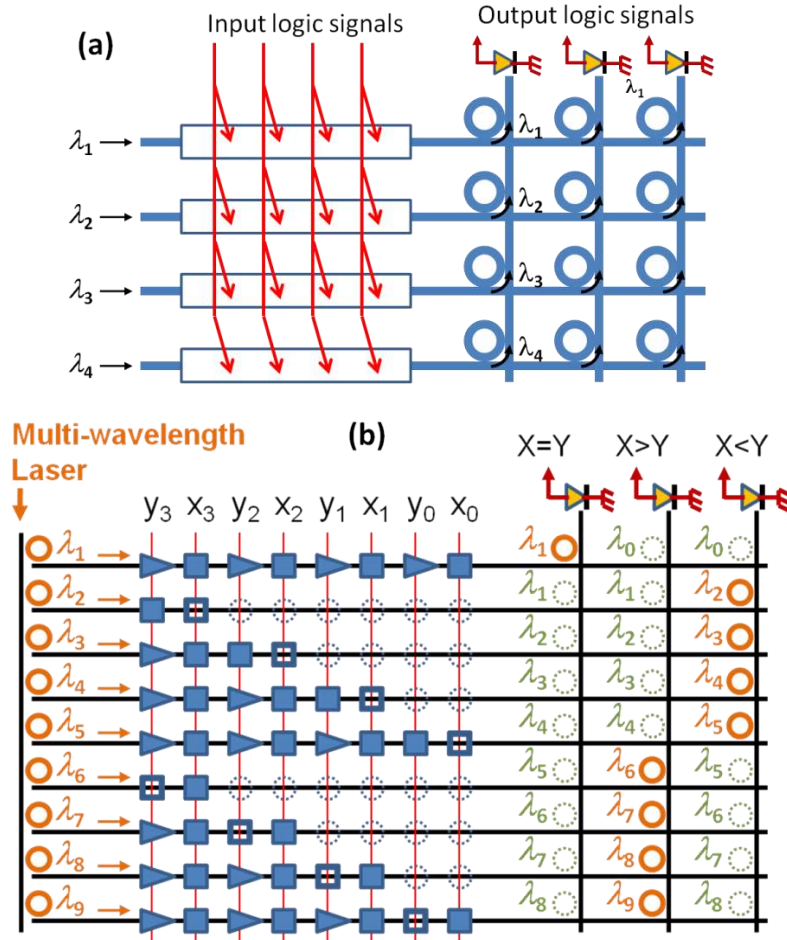 (a)
Input logic signals
Output logic signals
λ1
λ1
λ1
λ2
λ2
λ3
λ3
λ4
λ4
(b)
Multi-wavelength
Laser
X=Y X>Y X<Y
y3 x3 y2 x2 y1 x1 y0 x0
λ1 λ1 λ0 λ0
λ2 λ1 λ1 λ2
λ3 λ2 λ2 λ3
λ4 λ3 λ3 λ4
λ5 λ4 λ4 λ5
λ6 λ5 λ6 λ5
λ7 λ6 λ7 λ6
λ8 λ7 λ8 λ7
λ9 λ8 λ9 λ8